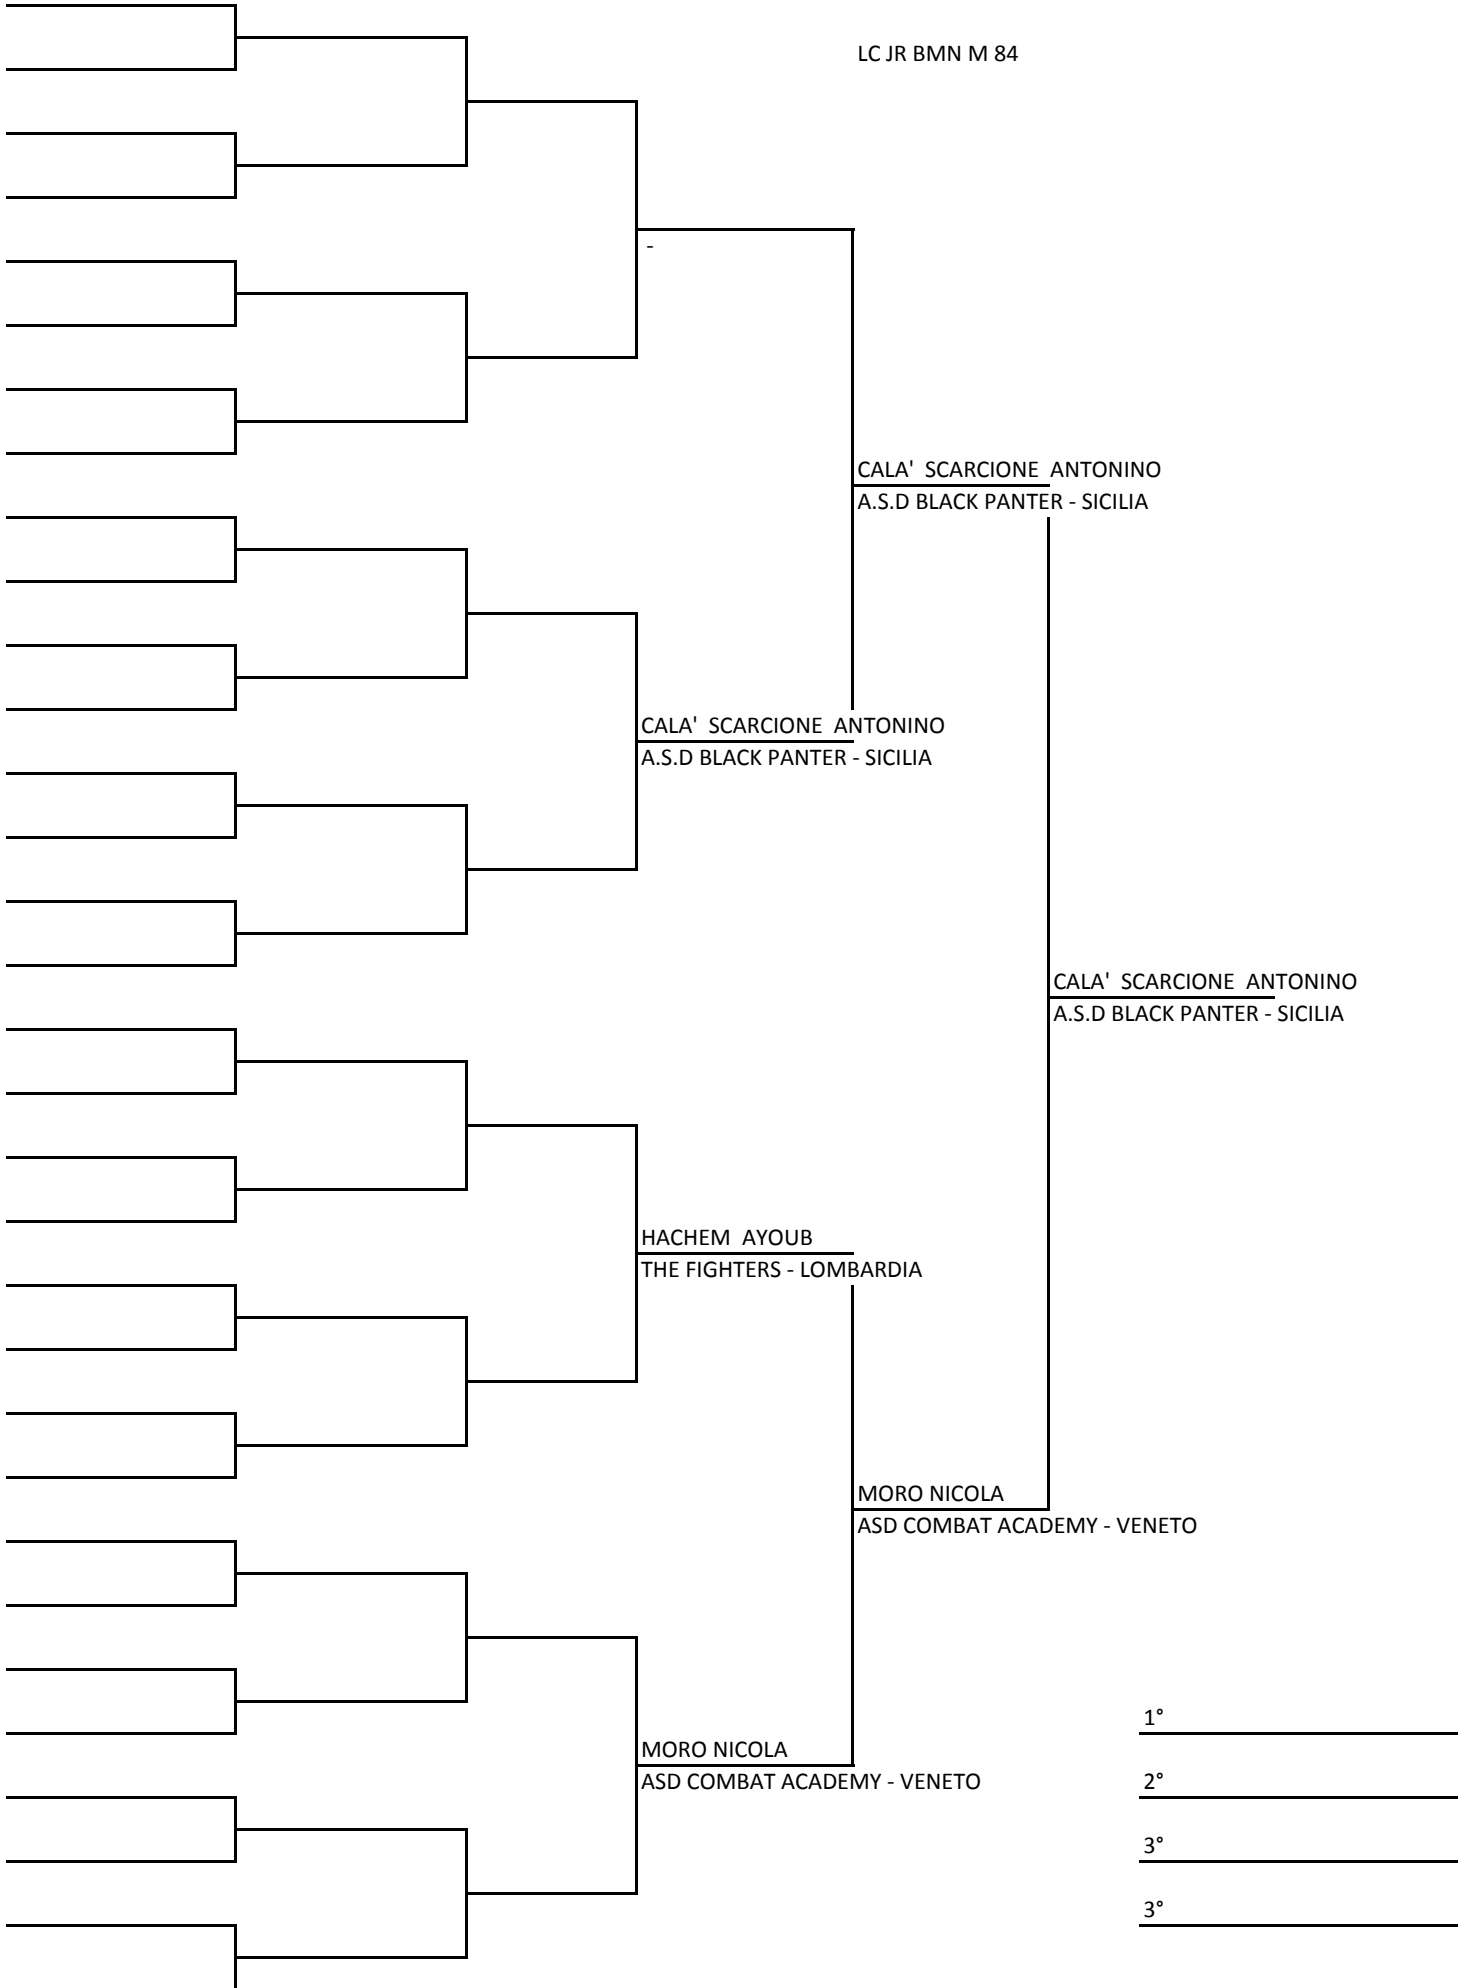 LC JR BMN M 84
-
CALA' SCARCIONE ANTONINO
A.S.D BLACK PANTER - SICILIA
CALA' SCARCIONE ANTONINO
A.S.D BLACK PANTER - SICILIA
CALA' SCARCIONE ANTONINO
A.S.D BLACK PANTER - SICILIA
HACHEM AYOUB
THE FIGHTERS - LOMBARDIA
MORO NICOLA
ASD COMBAT ACADEMY - VENETO
1°
MORO NICOLA
ASD COMBAT ACADEMY - VENETO
2°
3°
3°